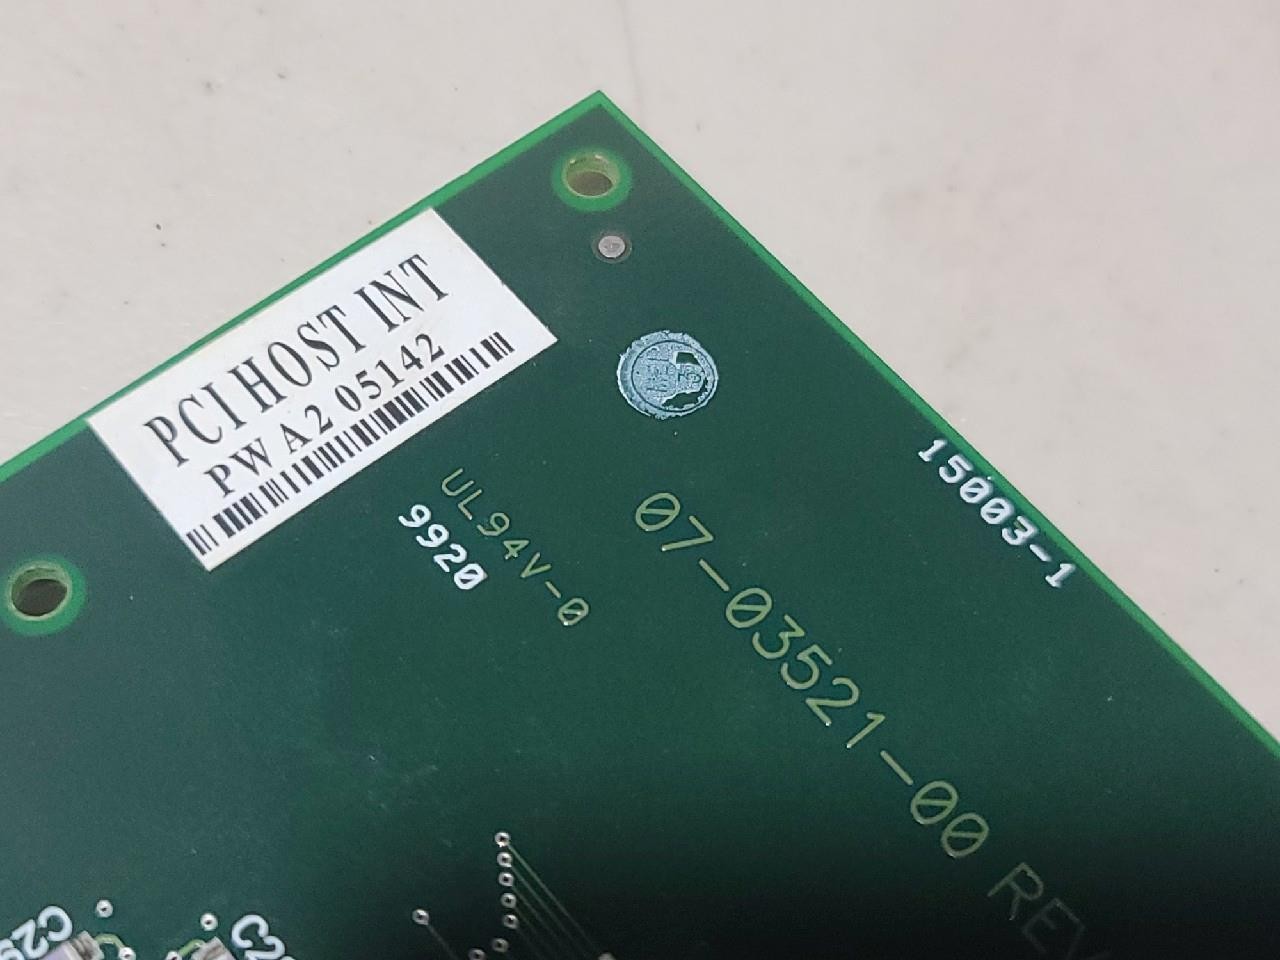 PCI HOST INT
PWA2 05142
UL94V-0
9920
15003-1
07-03521-00 REV